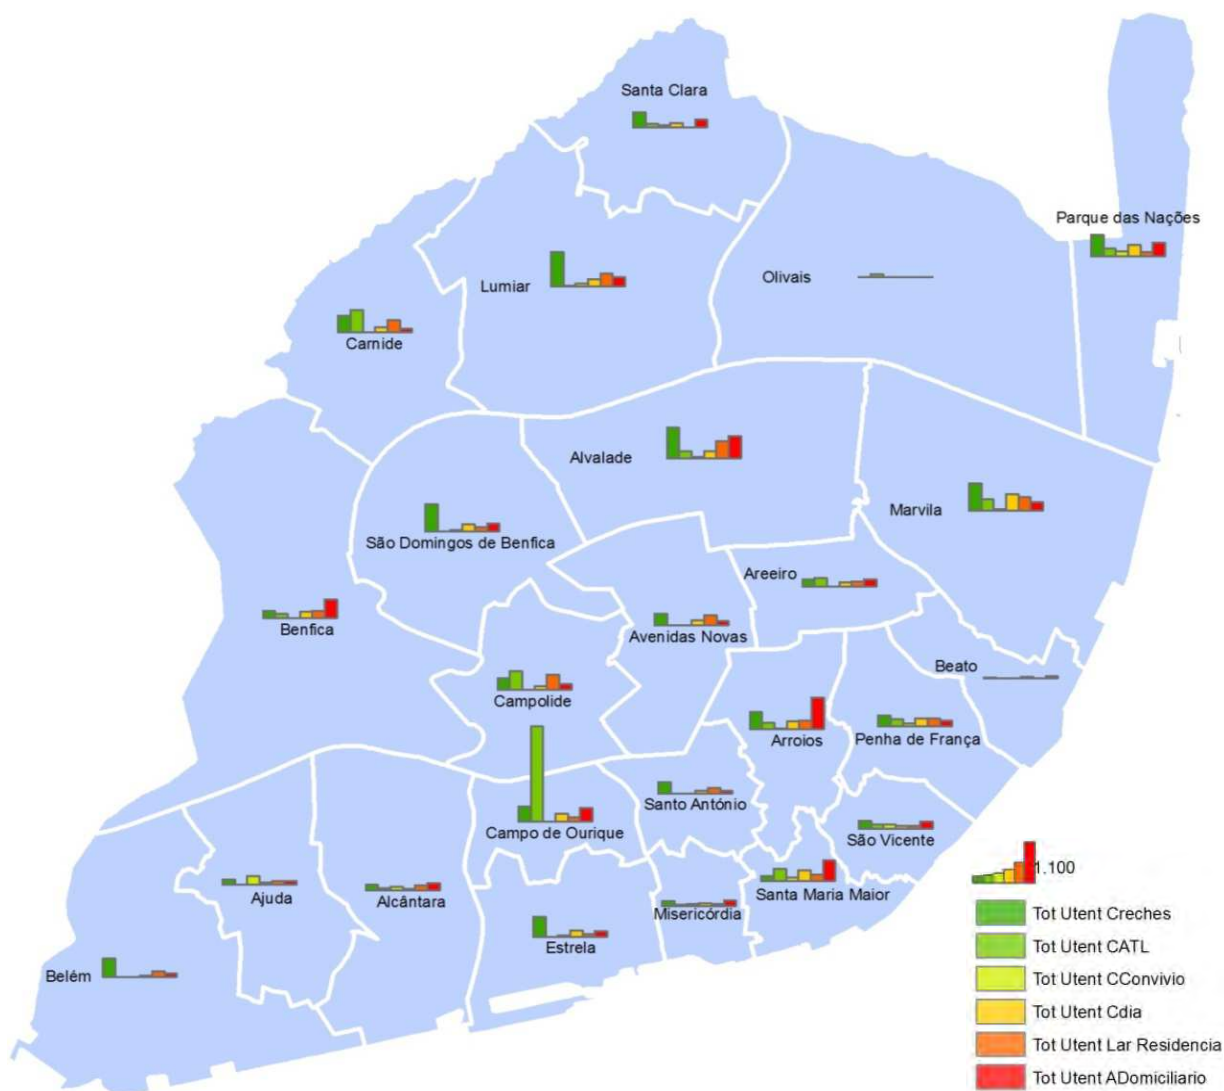 Santa Clara
Parque das Nações
Lumiar
Olivais
Carnide
Alvalade
Marvila
São Domingos de Benfica
Areeiro
Benfica
Avenidas Novas
Beato
Campolide
Arroios
Penha de França
Santo António
Campo de Ourique
São Vicente
Ajuda
Alcântara
Santa Maria Maior
Misericórdia
Estrela
Belém
1.100
Tot Utent Creches
Tot Utent CATL
Tot Utent CConvivio
Tot Utent Cdia
Tot Utent Lar Residencia
Tot Utent ADomiciliario